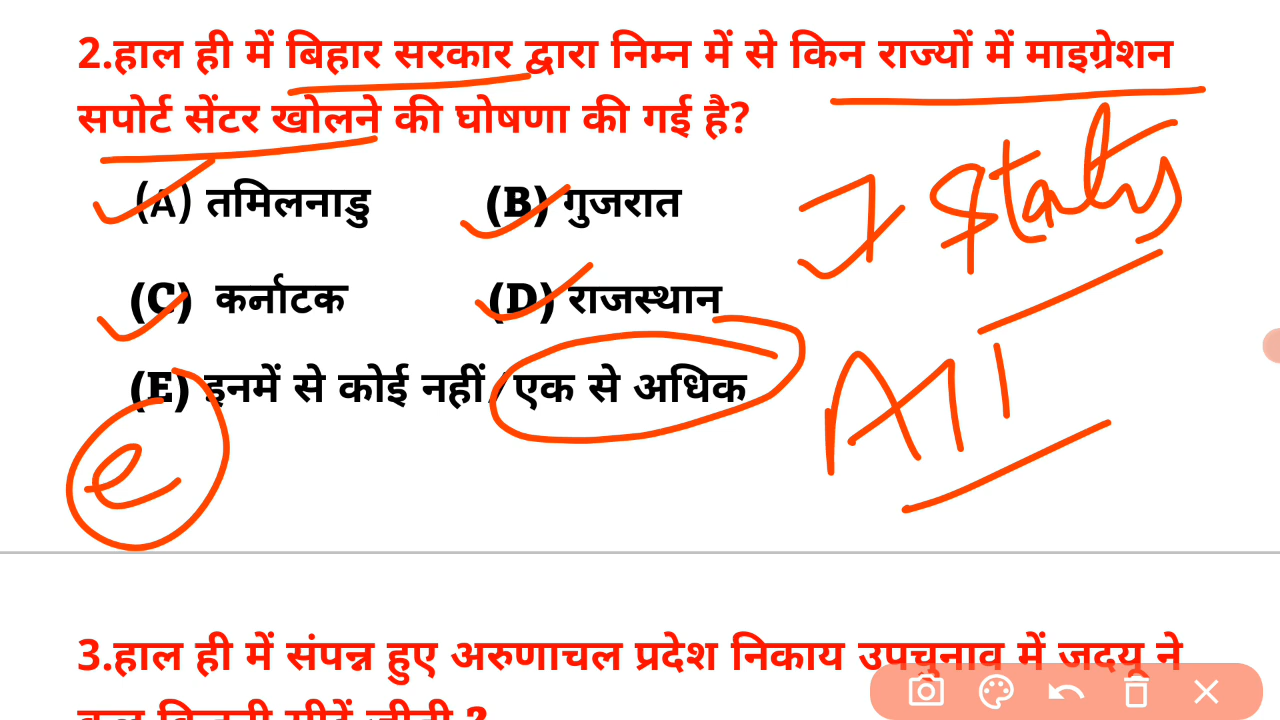 2.हाल ही में बिहार सरकार द्वारा निम्न में से किन राज्यों में माइग्रेशन
सपोर्ट सेंटर खोलने की घोषणा की गई है?
(A) तमिलनाडु (B) गुजरात
(C) कर्नाटक (D) राजस्थान
(E) इनमें से कोई नहीं/एक से अधिक
7 States
All
e
3.हाल ही में संपन्न हुए अरुणाचल प्रदेश निकाय उपचुनाव में जदयू ने